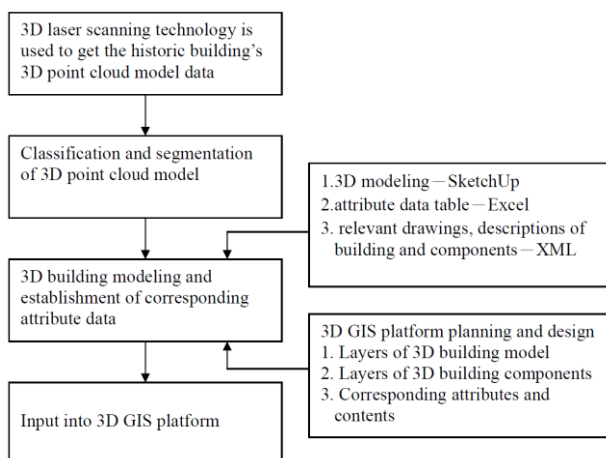 3D laser scanning technology is
used to get the historic building's
3D point cloud model data
Classification and segmentation
of 3D point cloud model
1.3D modeling－SketchUp
2.attribute data table－Excel
3. relevant drawings, descriptions of
building and components－XML
3D building modeling and
establishment of corresponding
attribute data
3D GIS platform planning and design
1. Layers of 3D building model
2. Layers of 3D building components
3. Corresponding attributes and
contents
Input into 3D GIS platform